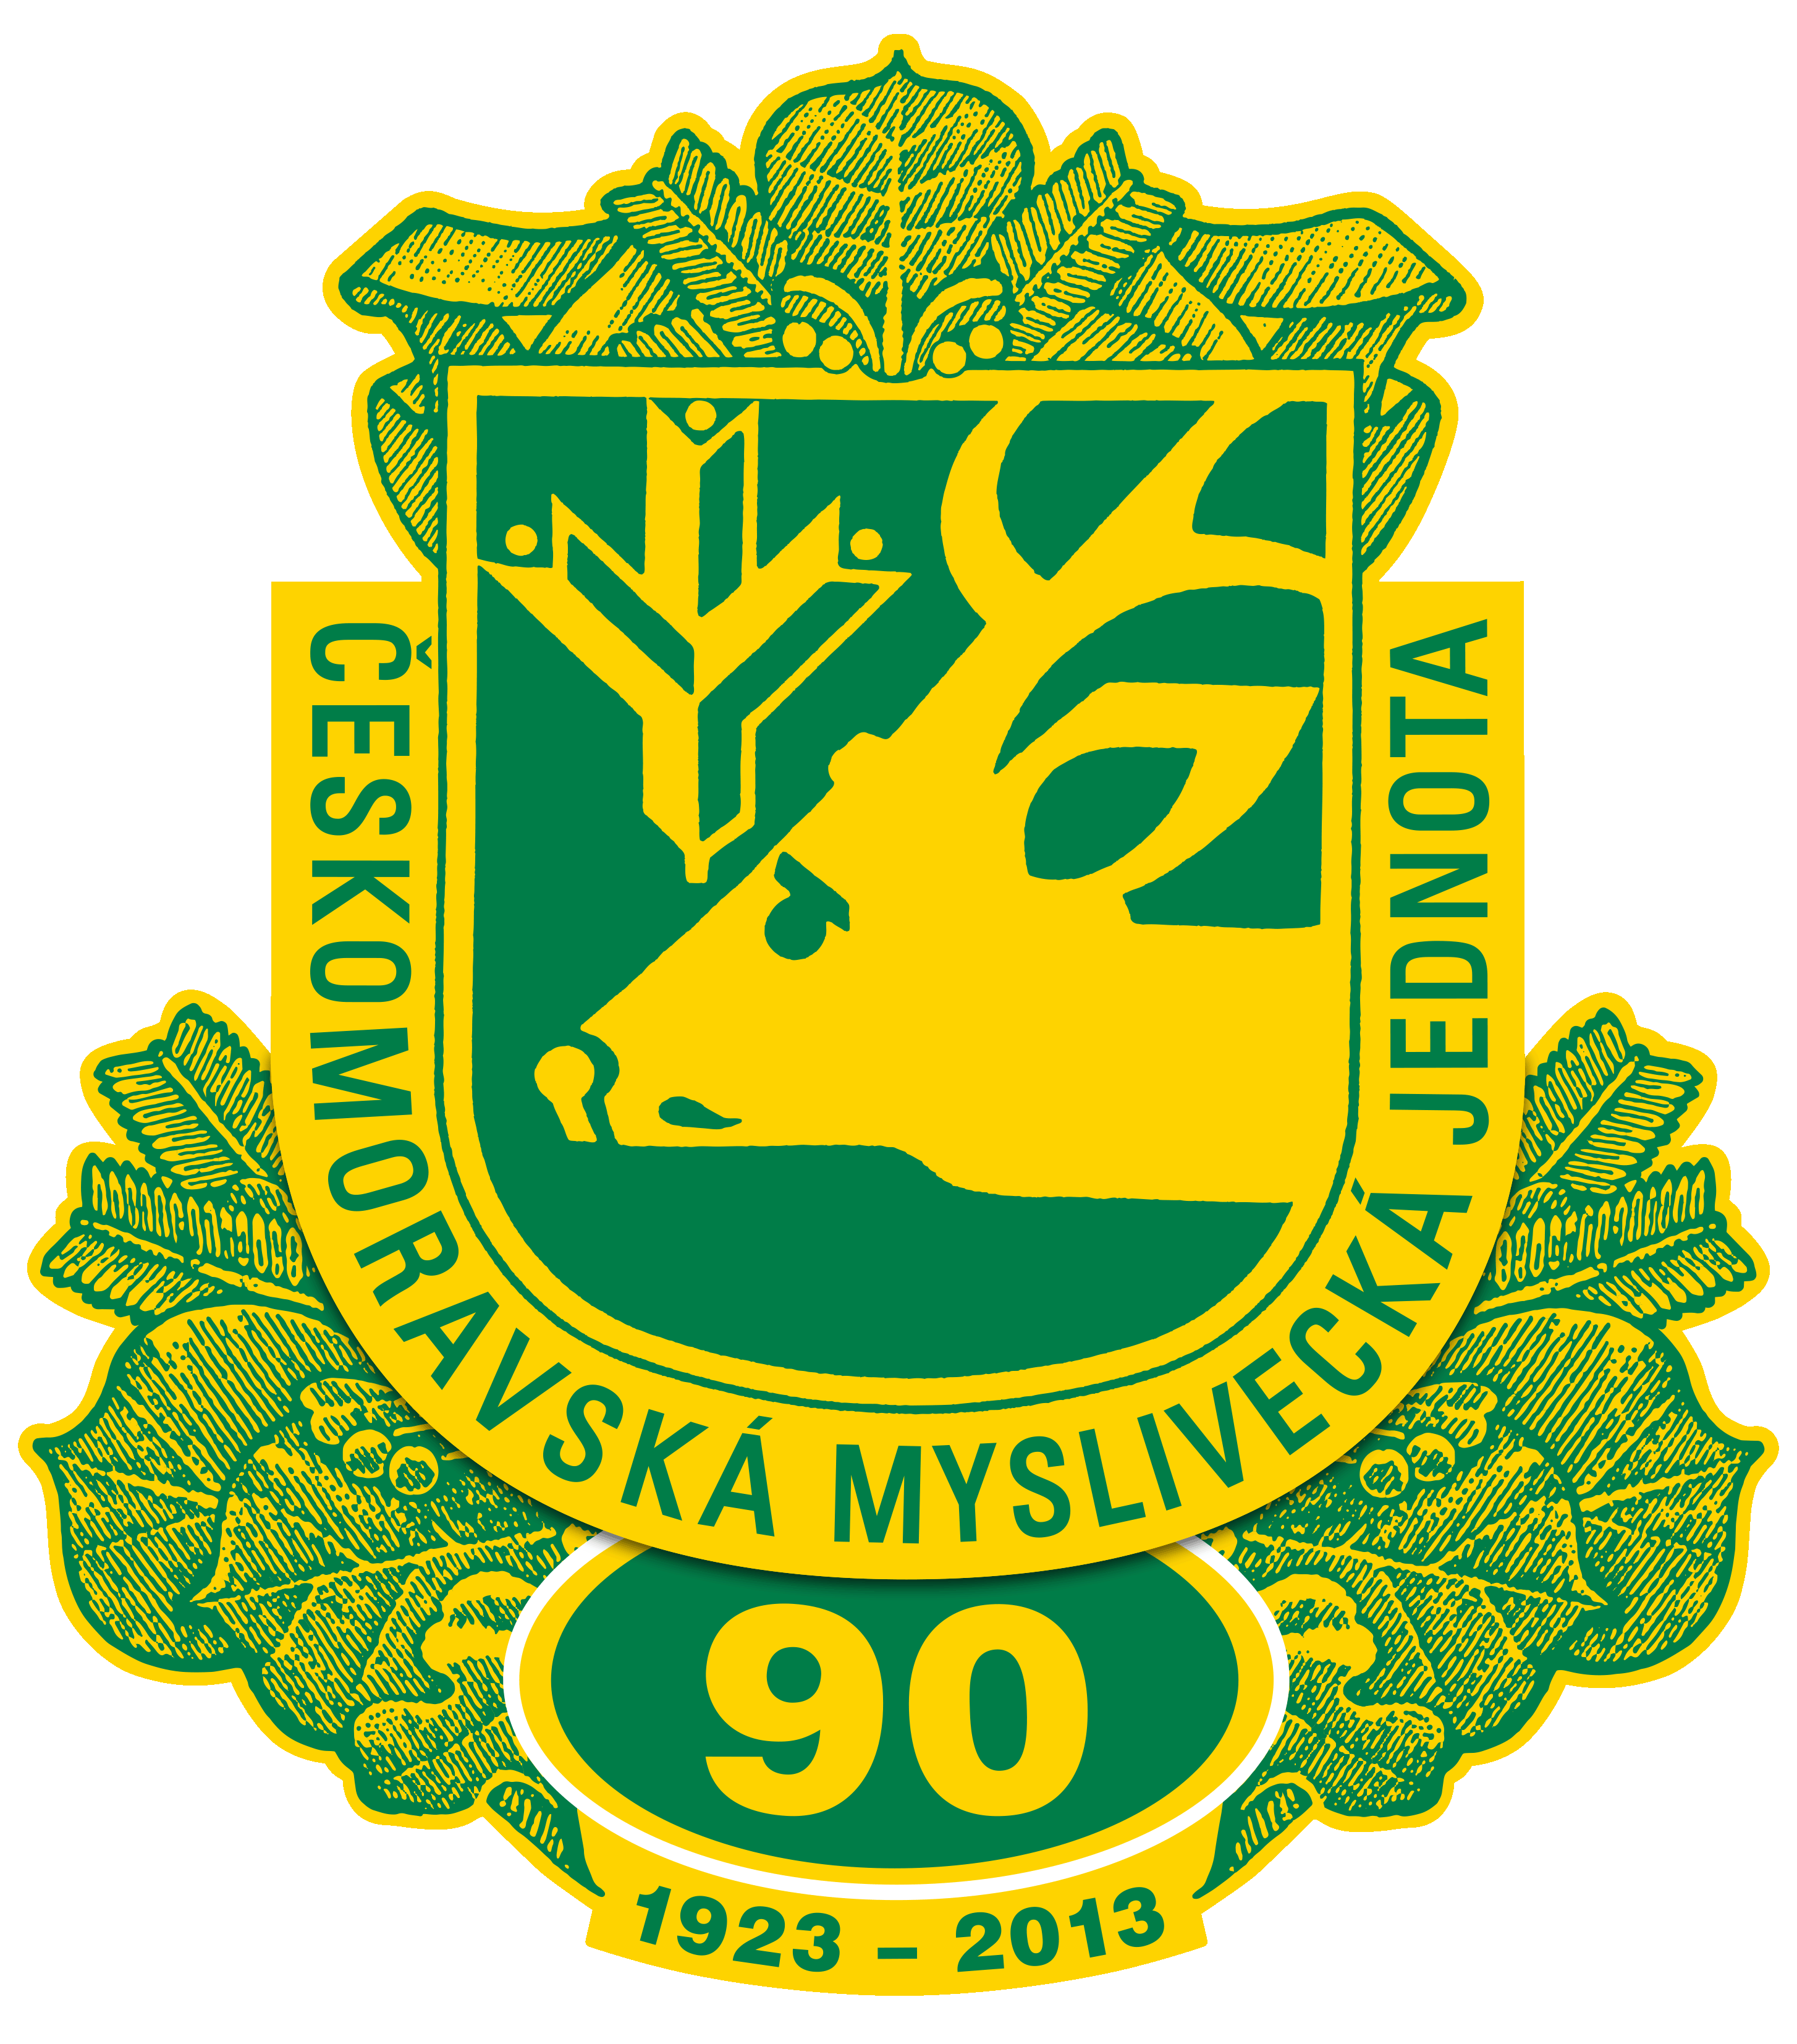 ČESKOMORAVSKÁ MYSLIVECKÁ JEDNOTA
90
1923 – 2013